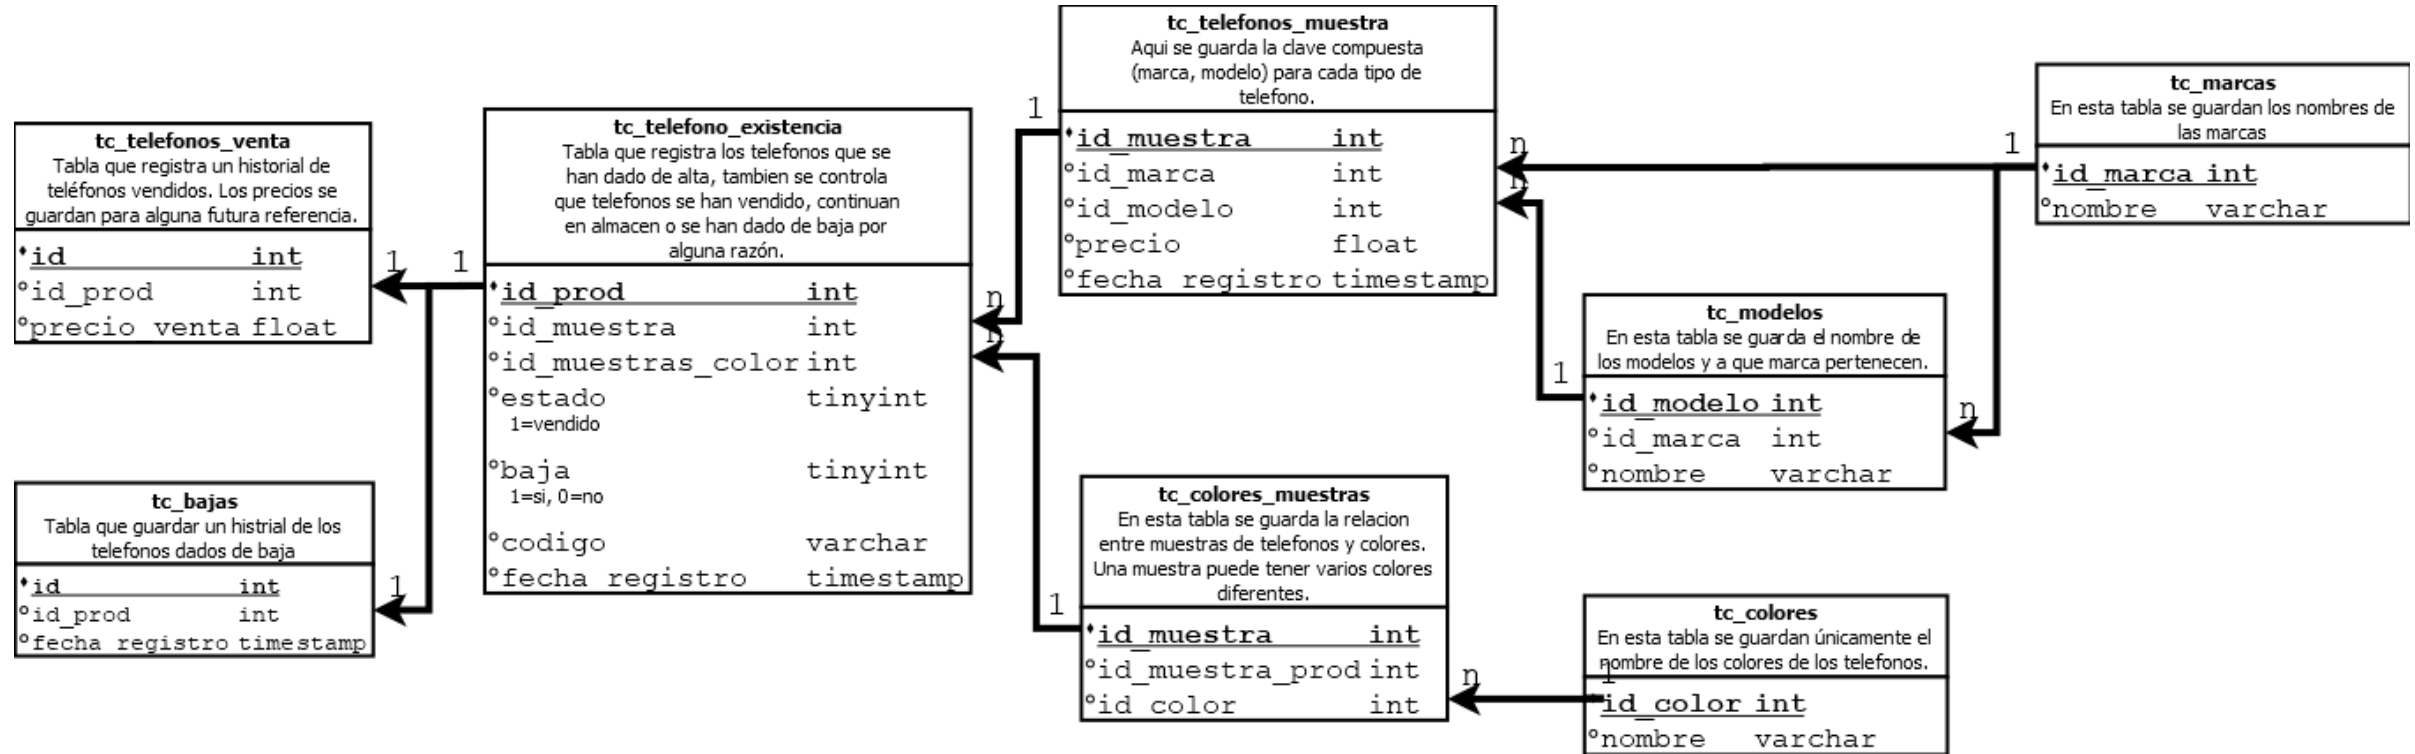 tc_telefonos_venta
Tabla que registra un historial de
teléfonos vendidos. Los precios se
guardan para alguna futura referencia.
id int
id_prod int
precio_venta float
1
1
tc_bajas
Tabla que guardar un histrial de los
telefonos dados de baja
id int
id_prod int
fecha_registro timestamp
1
tc_telefono_existencia
Tabla que registra los telefonos que se
han dado de alta, tambien se controla
que telefonos se han vendido, continuan
en almacen o se han dado de baja por
alguna razón.
id_prod int
id_muestra int
id_muestras_color int
estado tinyint
1=vendido
baja tinyint
1=si, 0=no
codigo varchar
fecha_registro timestamp
n
n
1
1
tc_telefonos_muestra
Aqui se guarda la clave compuesta
(marca, modelo) para cada tipo de
telefono.
id_muestra int
id_marca int
id_modelo int
precio float
fecha_registro timestamp
n
n
1
1
tc_colores_muestras
En esta tabla se guarda la relacion
entre muestras de telefonos y colores.
Una muestra puede tener varios colores
diferentes.
id_muestra int
id_muestra_prod int
id_color int
n
1
tc_marcas
En esta tabla se guardan los nombres de
las marcas
id_marca int
nombre varchar
tc_modelos
En esta tabla se guarda el nombre de
los modelos y a que marca pertenecen.
id_modelo int
id_marca int
nombre varchar
n
tc_colores
En esta tabla se guardan únicamente el
nombre de los colores de los telefonos.
id_color int
nombre varchar